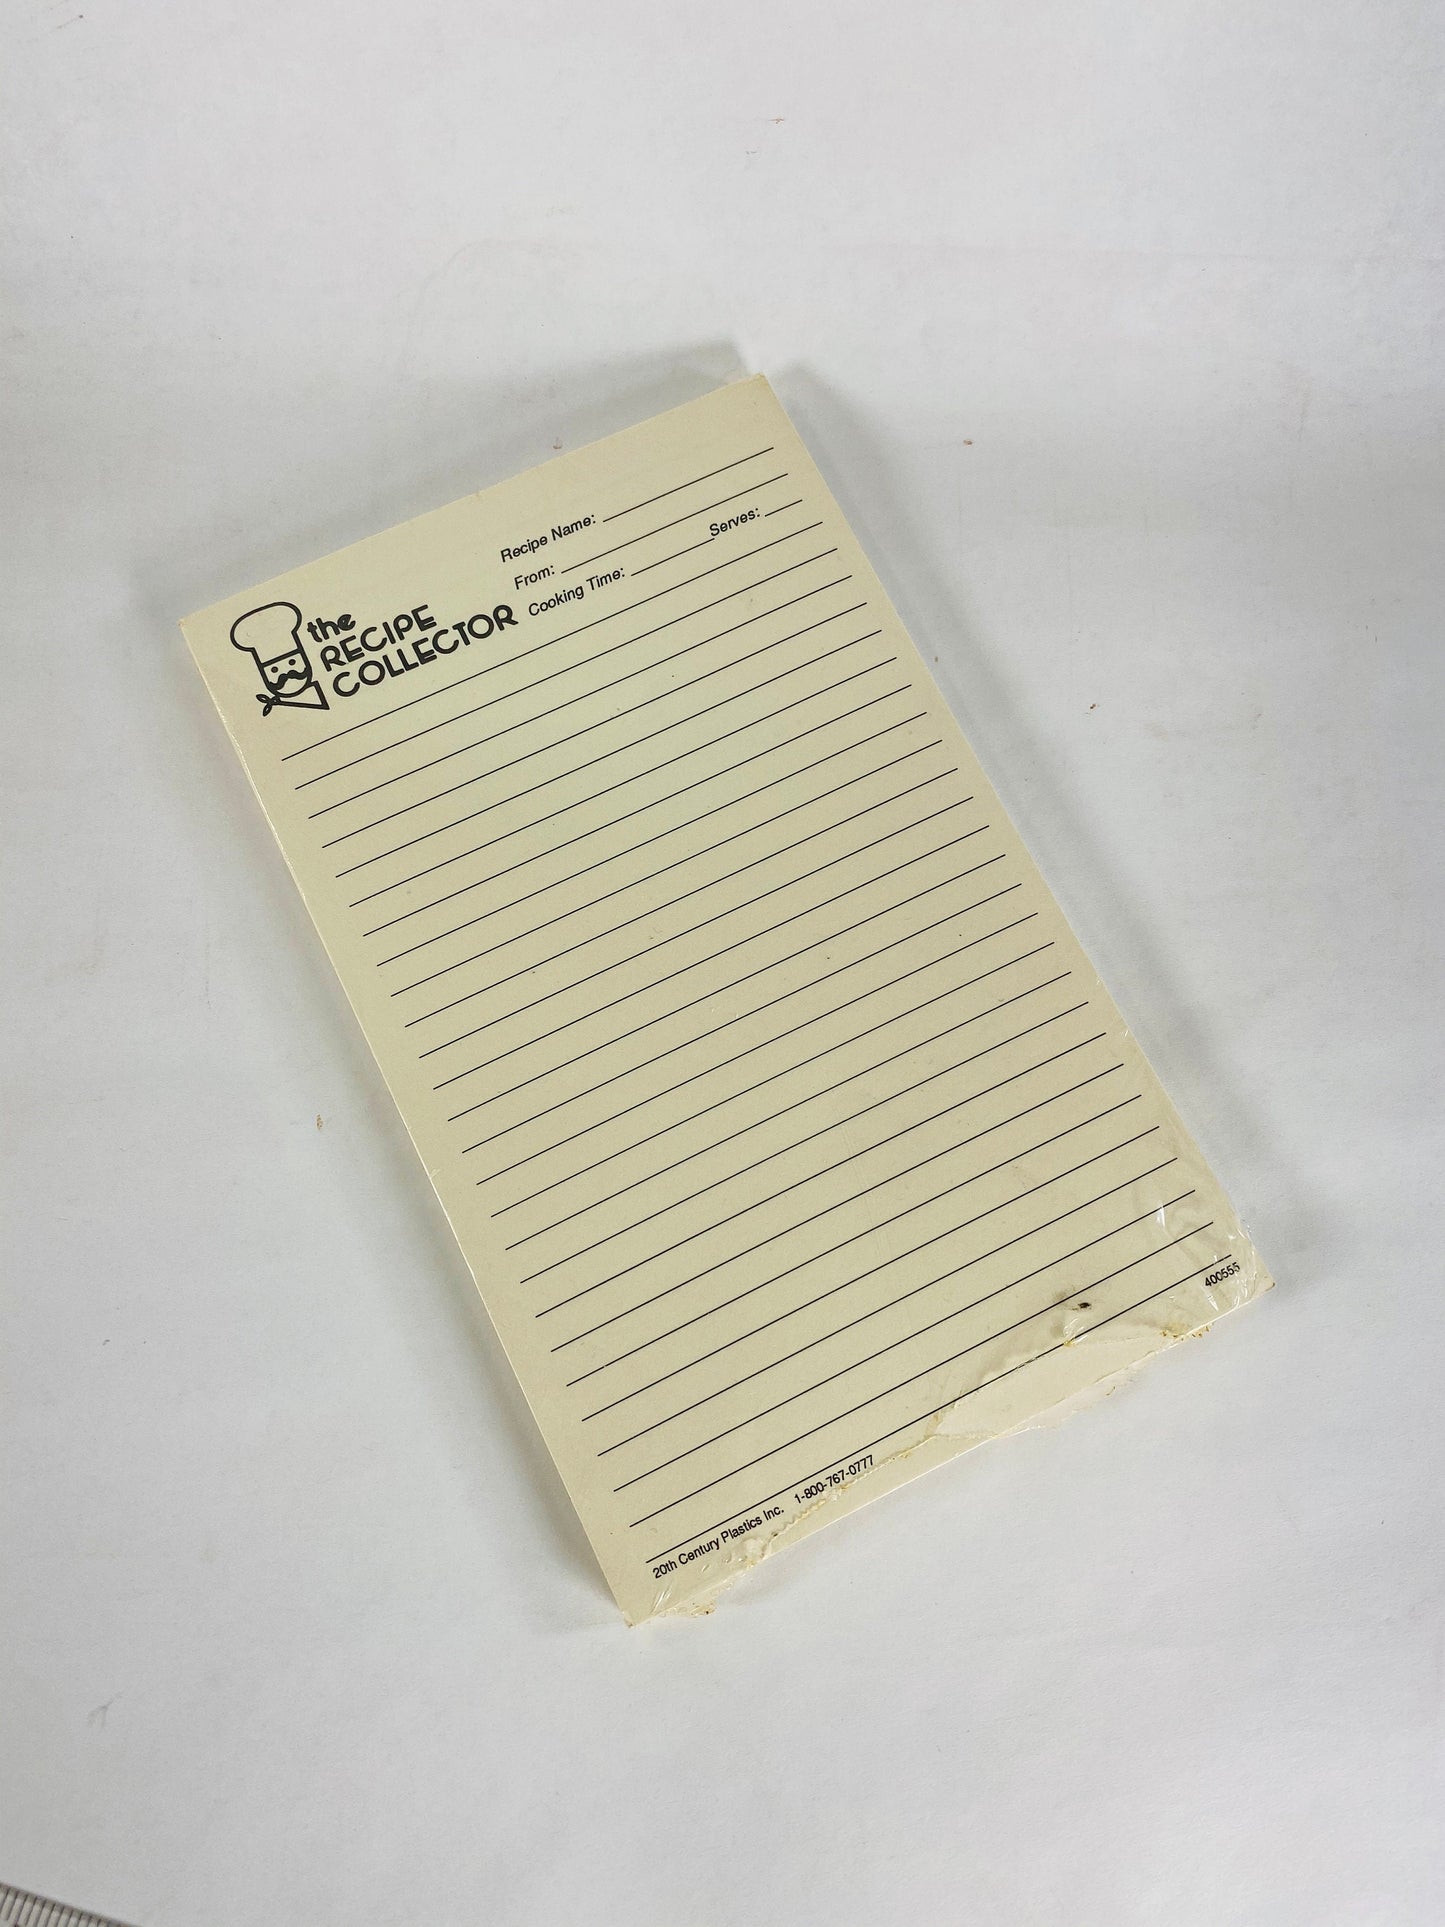 the
RECIPE
COLLECTOR
Recipe Name:
From:
Cooking Time: Serves:
20th Century Plastics Inc. 1-800-767-0777
400555